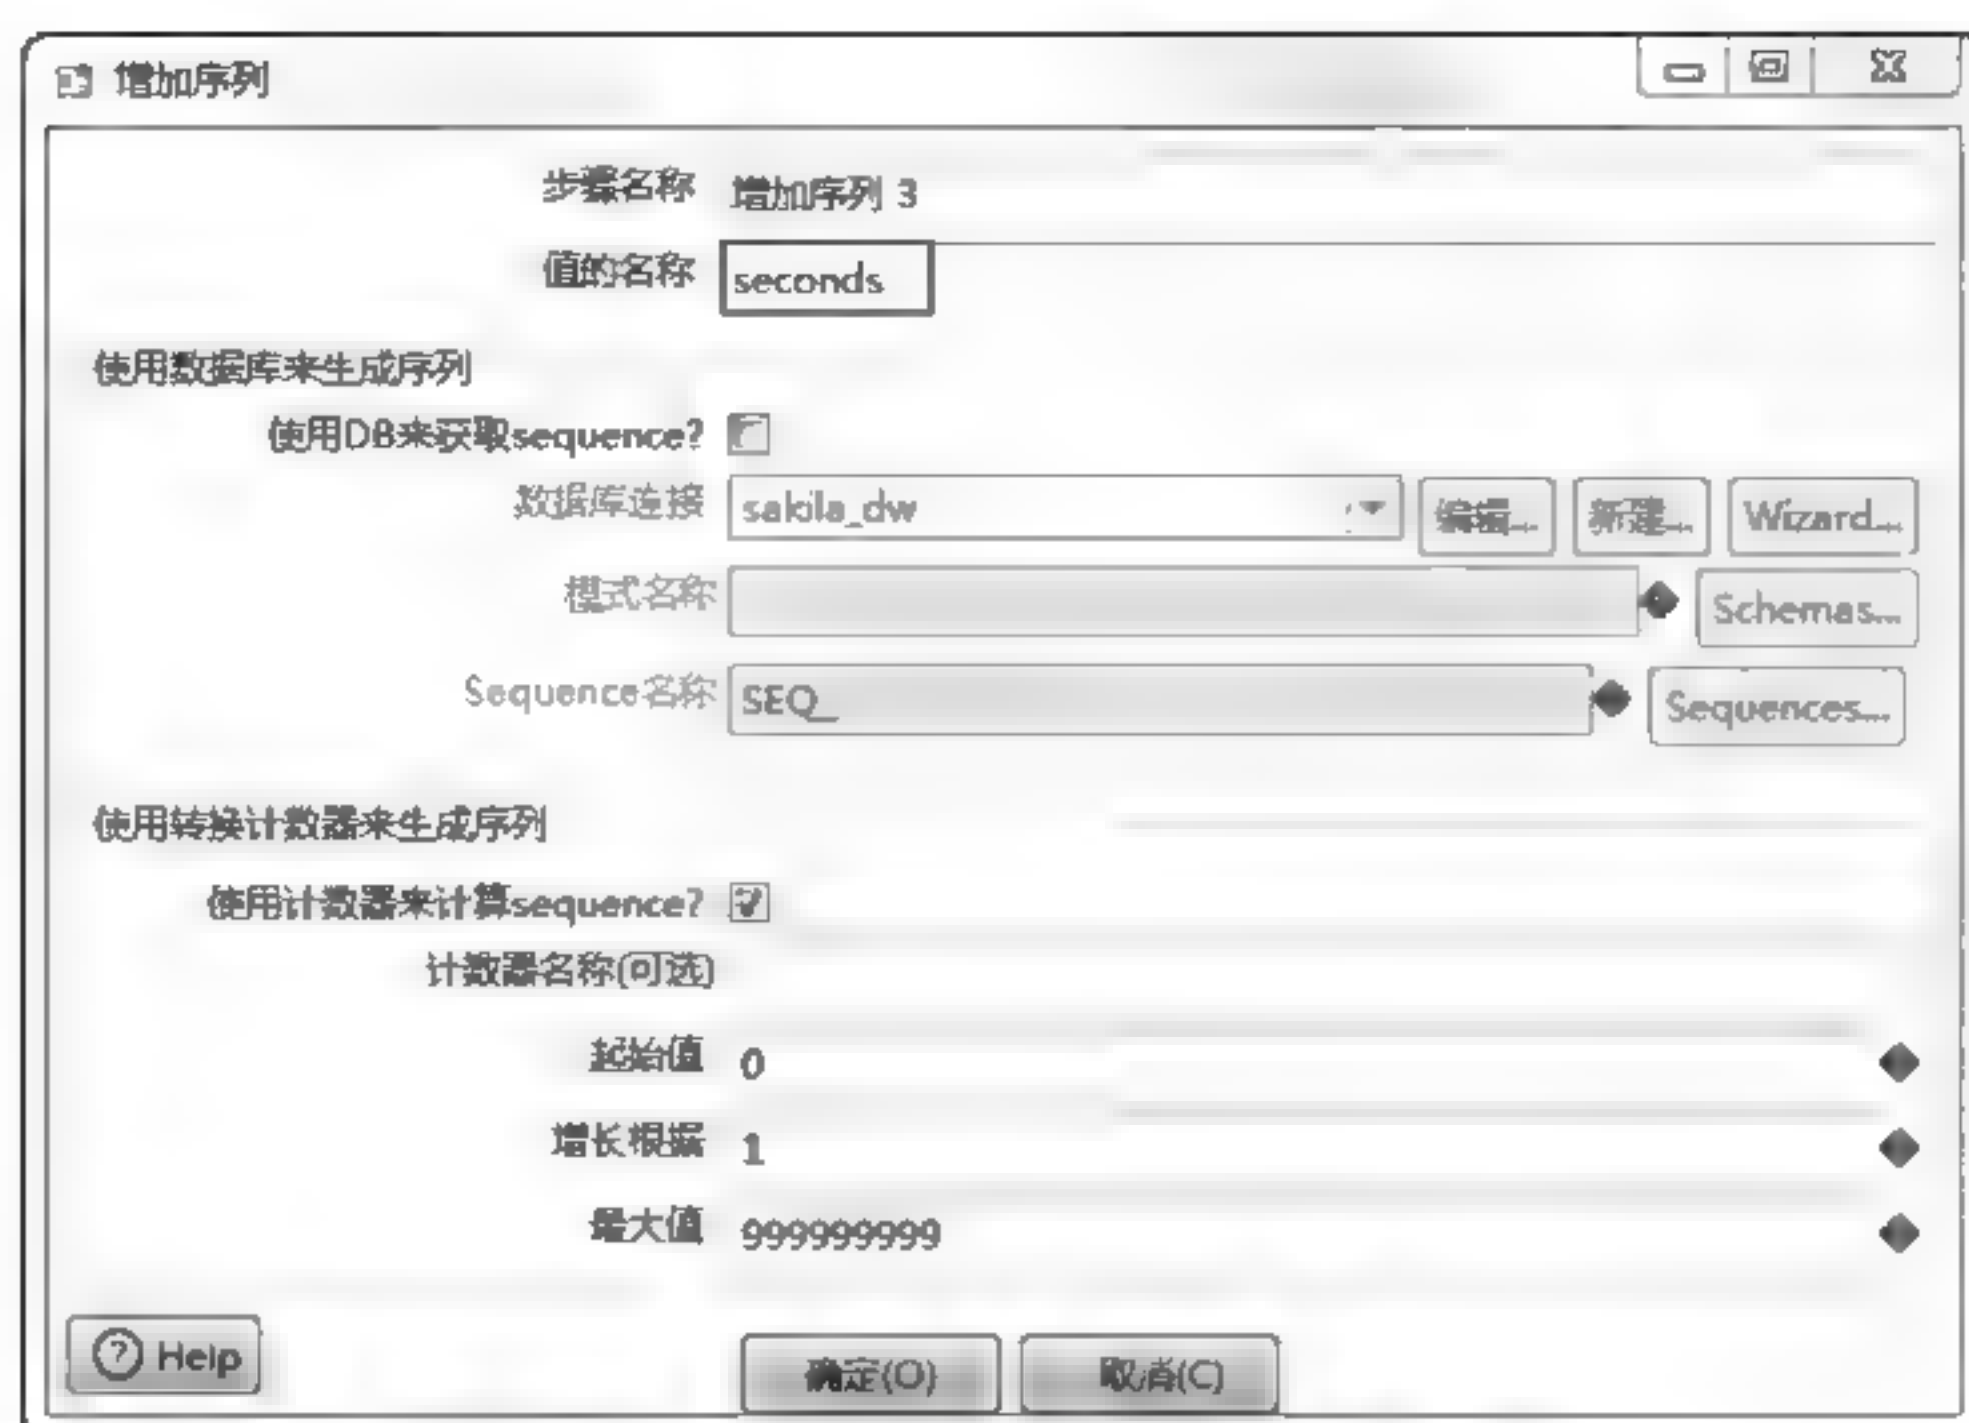 增加序列
步骤名称 增加序列 3
值的名称 seconds
使用数据库来生成序列
使用DB来获取sequence?
数据库连接 sakila_dw 编辑... 新建... Wizard...
模式名称 Schemas...
Sequence名称 SEQ_ Sequences...
使用转换计数器来生成序列
使用计数器来计算sequence?
计数器名称(可选)
起始值 0
增长根据 1
最大值 999999999
Help 确定(O) 取消(C)